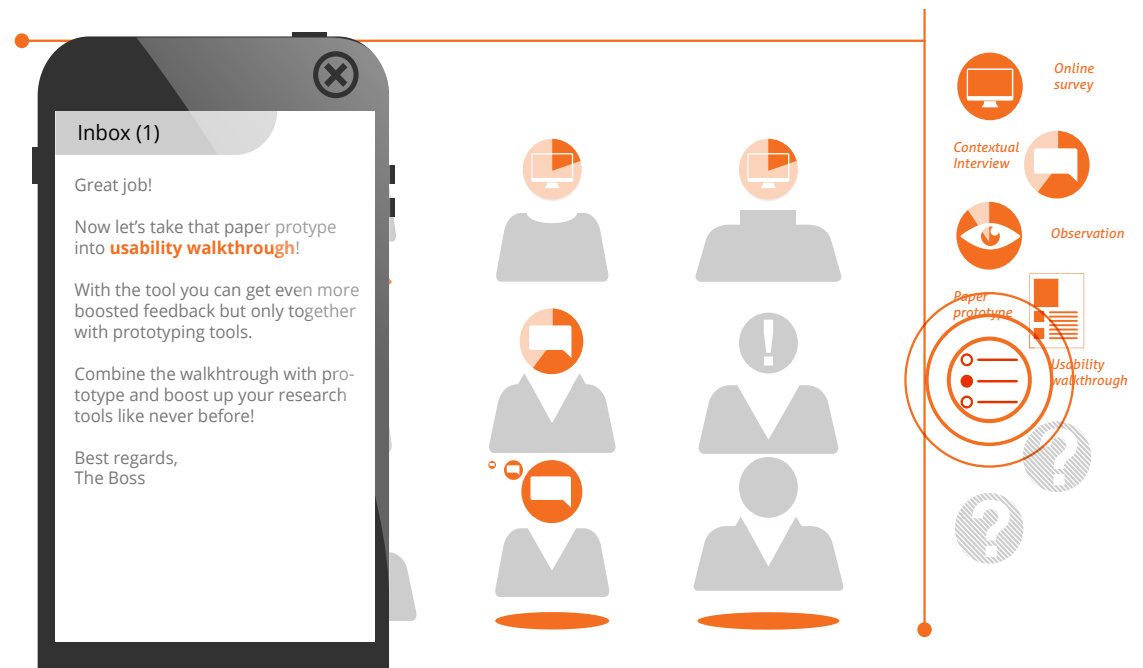 Inbox (1)
Great job!
Now let's take that paper protype
into usability walkthrough!
With the tool you can get even more
boosted feedback but only together
with prototyping tools.
Combine the walkhtrough with pro-
totype and boost up your research
tools like never before!
Best regards,
The Boss
!
Online
survey
Contextual
Interview
Observation
Paper
prototype
Usability
walkthrough
?
?